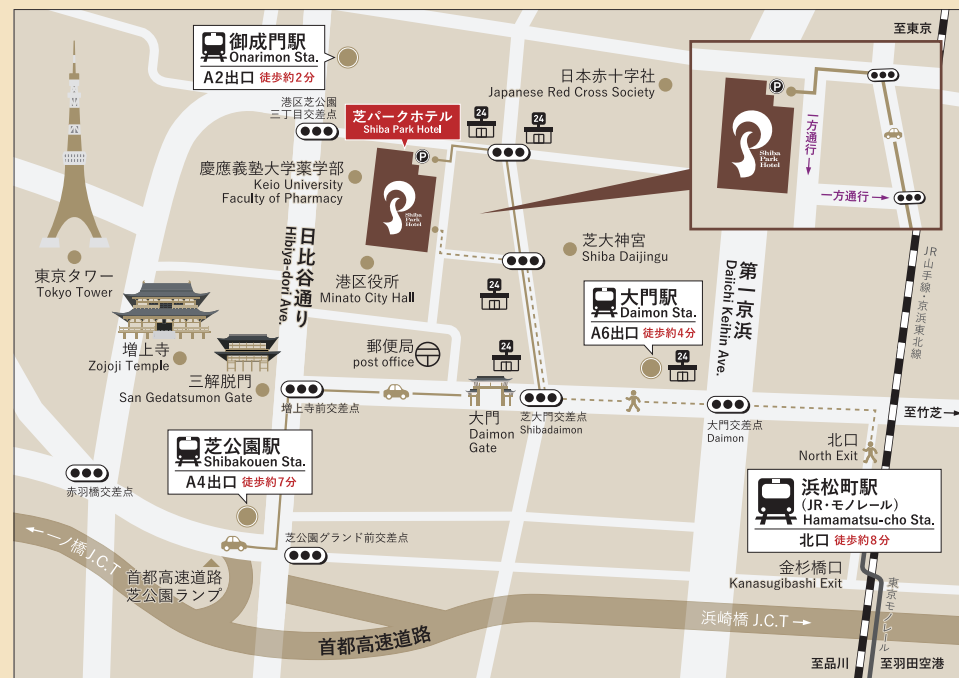 至東京
御成門駅
Onarimon Sta.
A2出口 徒歩約2分
日本赤十字社
Japanese Red Cross Society
港区芝公園
三丁目交差点
芝パークホテル
Shiba Park Hotel
24
24
P
P
Shiba
Park
Hotel
一方通行
一方通行
慶應義塾大学薬学部
Keio University
Faculty of Pharmacy
Shiba
Park
Hotel
日比谷通り
Hibiya-dori Ave.
芝大神宮
Shiba Daijingu
第一京浜
Daiichi Keihin Ave.
JR山手線・京浜東北線
東京タワー
Tokyo Tower
港区役所
Minato City Hall
24
大門駅
Daimon Sta.
A6出口 徒歩約4分
増上寺
Zojoji Temple
郵便局
post office
24
24
三解脱門
San Gedatsumon Gate
増上寺前交差点
大門
Daimon
Gate
芝大門交差点
Shibadaimon
大門交差点
Daimon
至竹芝
北口
North Exit
芝公園駅
Shibakouen Sta.
A4出口 徒歩約7分
赤羽橋交差点
浜松町駅
(JR・モノレール)
Hamamatsu-cho Sta.
北口 徒歩約8分
芝公園グランド前交差点
← 一ノ橋 J.C.T
首都高速道路
芝公園ランプ
金杉橋口
Kanasugibashi Exit
東京モノレール
浜崎橋 J.C.T →
首都高速道路
至品川
至羽田空港